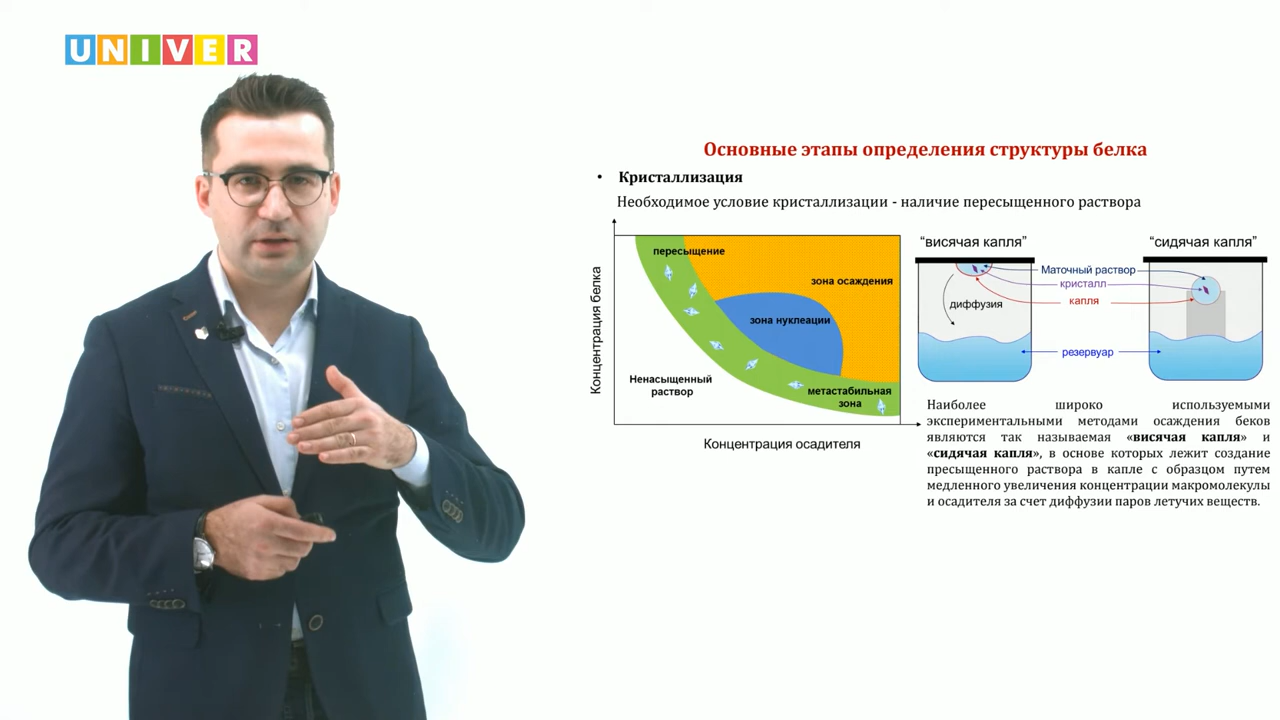 UNIVER
Основные этапы определения структуры белка
• Кристаллизация
Необходимое условие кристаллизации - наличие пересыщенного раствора
Концентрация белка
пересыщение
зона осаждения
зона нуклеации
Ненасыщенный
раствор
метастабильная
зона
Концентрация осадителя
“висячая капля”
“сидячая капля”
Маточный раствор
кристалл
капля
диффузия
резервуар
Наиболее широко используемыми
экспериментальными методами осаждения беков
являются так называемая «висячая капля» и
«сидячая капля», в основе которых лежит создание
пресыщенного раствора в капле с образцом путем
медленного увеличения концентрации макромолекулы
и осадителя за счет диффузии паров летучих веществ.